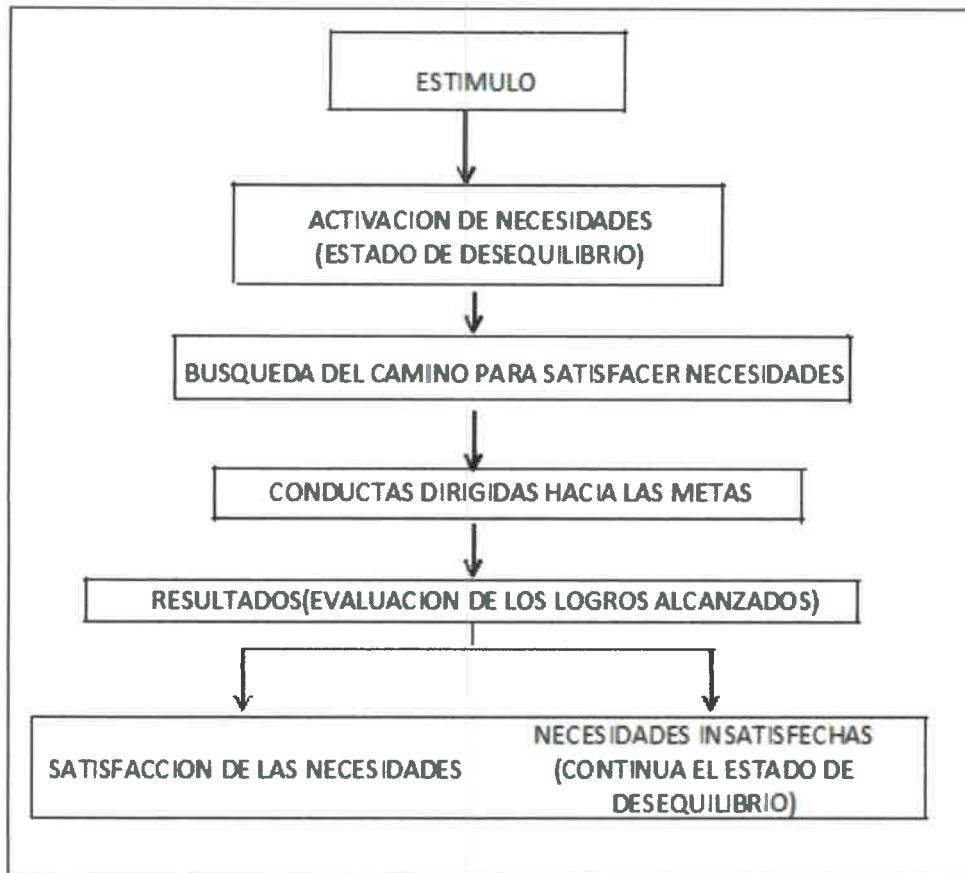 ESTIMULO
ACTIVACION DE NECESIDADES
(ESTADO DE DESEQUILIBRIO)
BUSQUEDA DEL CAMINO PARA SATISFACER NECESIDADES
CONDUCTAS DIRIGIDAS HACIA LAS METAS
RESULTADOS(EVALUACION DE LOS LOGROS ALCANZADOS)
SATISFACCION DE LAS NECESIDADES
NECESIDADES INSATISFECHAS
(CONTINUA EL ESTADO DE
DESEQUILIBRIO)